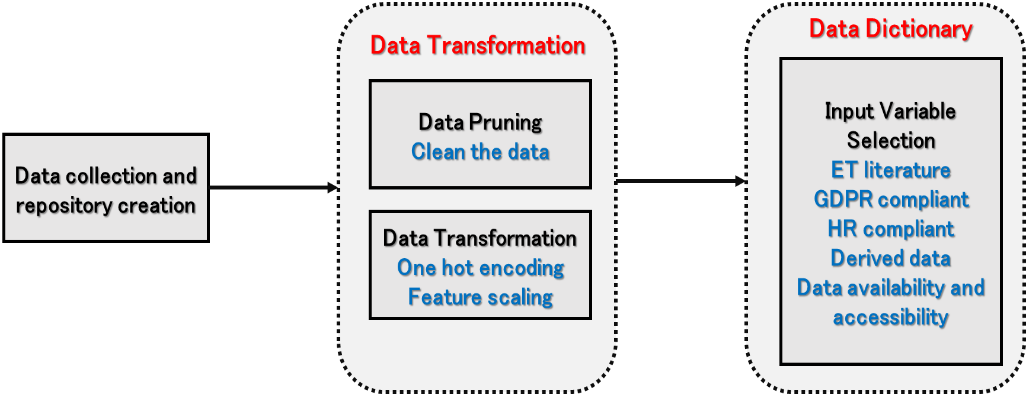 Data collection and
repository creation
Data Transformation
Data Pruning
Clean the data
Data Transformation
One hot encoding
Feature scaling
Data Dictionary
Input Variable
Selection
ET literature
GDPR compliant
HR compliant
Derived data
Data availability and
accessibility